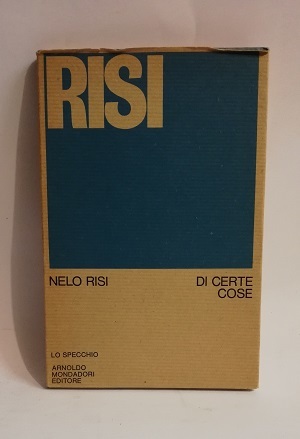 RISI
NELO RISI
DI CERTE
COSE
LO SPECCHIO
ARNOLDO
MONDADORI
EDITORE